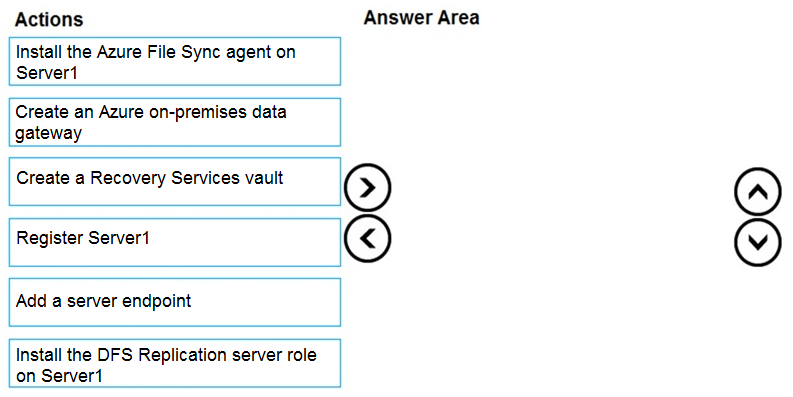 Actions
Answer Area
Install the Azure File Sync agent on
Server1
Create an Azure on-premises data
gateway
Create a Recovery Services vault
Register Server1
Add a server endpoint
Install the DFS Replication server role
on Server1